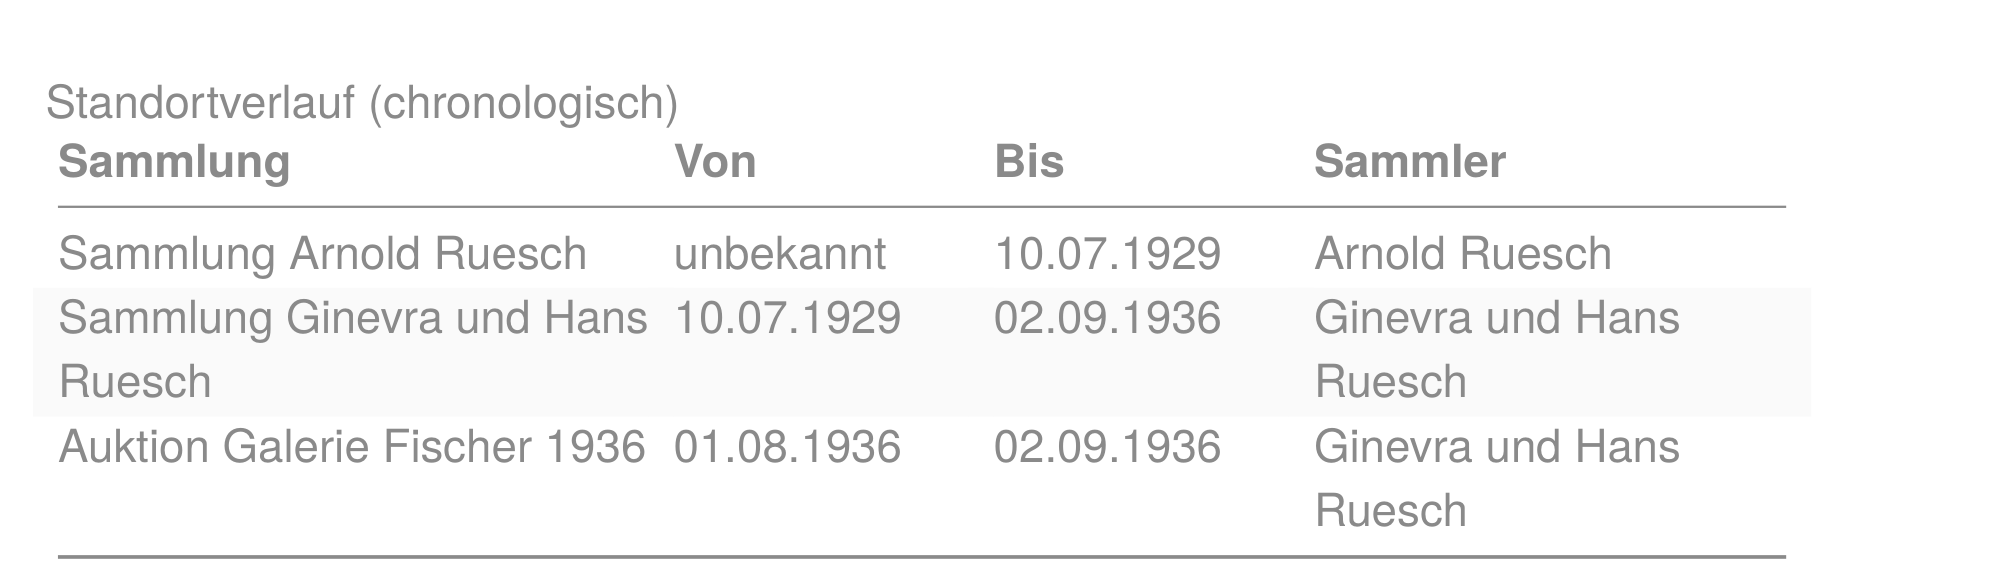 Standortverlauf (chronologisch)
Sammlung Von Bis Sammler
Sammlung Arnold Ruesch unbekannt 10.07.1929 Arnold Ruesch
Sammlung Ginevra und Hans 10.07.1929 02.09.1936 Ginevra und Hans
Ruesch Ruesch
Auktion Galerie Fischer 1936 01.08.1936 02.09.1936 Ginevra und Hans
Ruesch